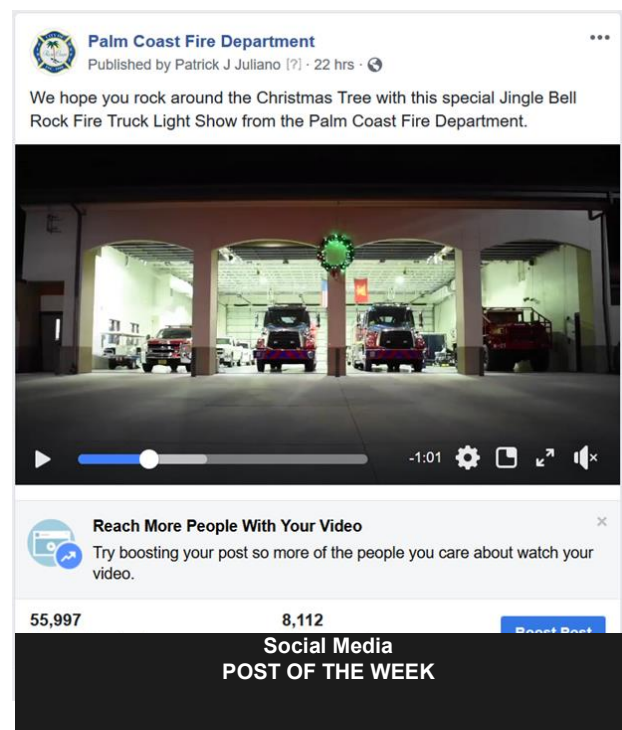 Palm Coast Fire Department
Published by Patrick J Juliano [?] · 22 hrs ·
We hope you rock around the Christmas Tree with this special Jingle Bell
Rock Fire Truck Light Show from the Palm Coast Fire Department.
-1:01
Reach More People With Your Video
Try boosting your post so more of the people you care about watch your
video.
55,997 8,112
Boost Post
Social Media
POST OF THE WEEK